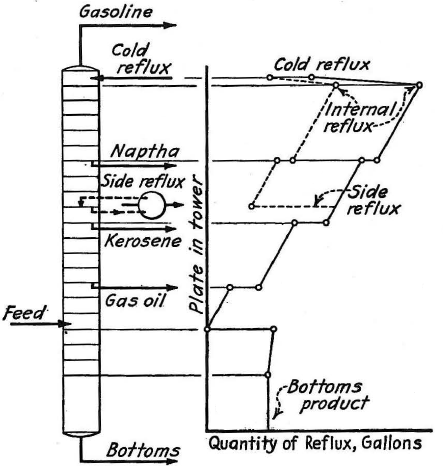 Gasoline
Cold
reflux
Cold reflux
Internal
reflux
Naptha
Side reflux
Side
reflux
Kerosene
Plate in tower
Gas oil
Feed
Bottoms
product
Bottoms
Quantity of Reflux, Gallons